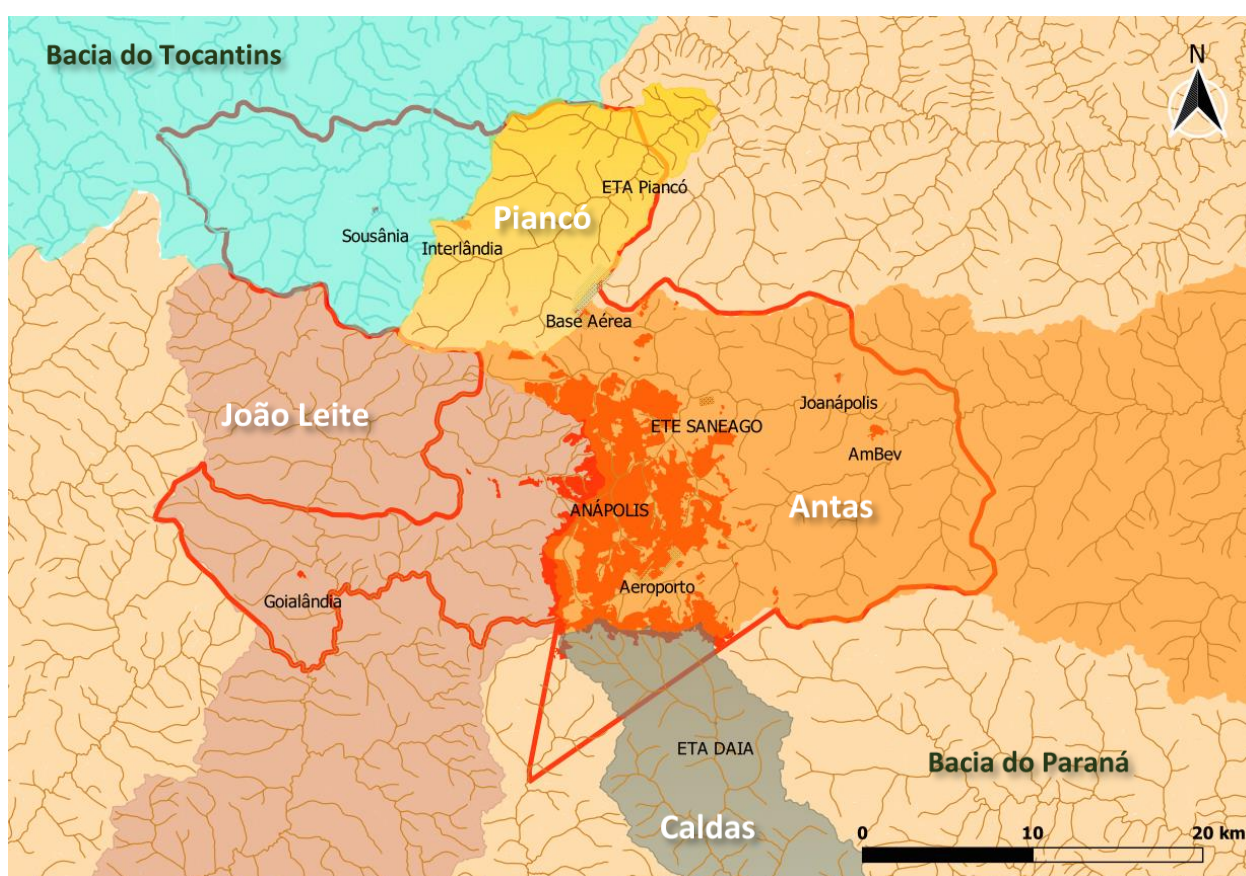 Bacia do Tocantins
N
ETA Piancó
Piancó
Sousânia
Interlândia
Base Aérea
João Leite
Joanápolis
ETE SANEAGO
AmBev
ANÁPOLIS
Antas
Aeroporto
Goialândia
ETA DAIA
Bacia do Paraná
Caldas
0 10 20 km